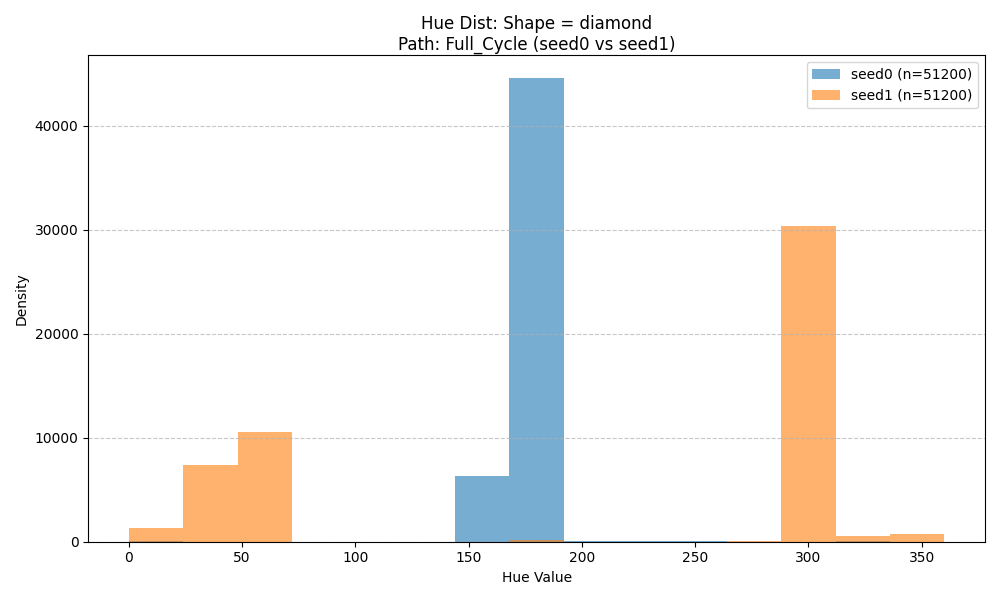 Hue Dist: Shape = diamond
Path: Full_Cycle (seed0 vs seed1)
seed0 (n=51200)
seed1 (n=51200)
Density
40000
30000
20000
10000
0
0 50 100 150 200 250 300 350
Hue Value